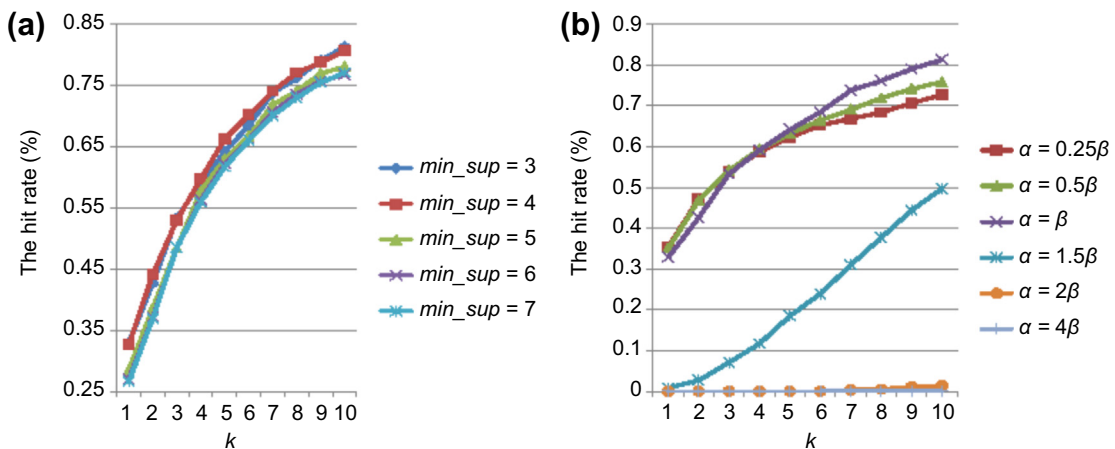 (a)
The hit rate (%)
0.85
0.75
0.65
0.55
0.45
0.35
0.25
1 2 3 4 5 6 7 8 9 10
k
min_sup = 3
min_sup = 4
min_sup = 5
min_sup = 6
min_sup = 7
(b)
The hit rate (%)
0.9
0.8
0.7
0.6
0.5
0.4
0.3
0.2
0.1
0
1 2 3 4 5 6 7 8 9 10
k
α = 0.25β
α = 0.5β
α = β
α = 1.5β
α = 2β
α = 4β